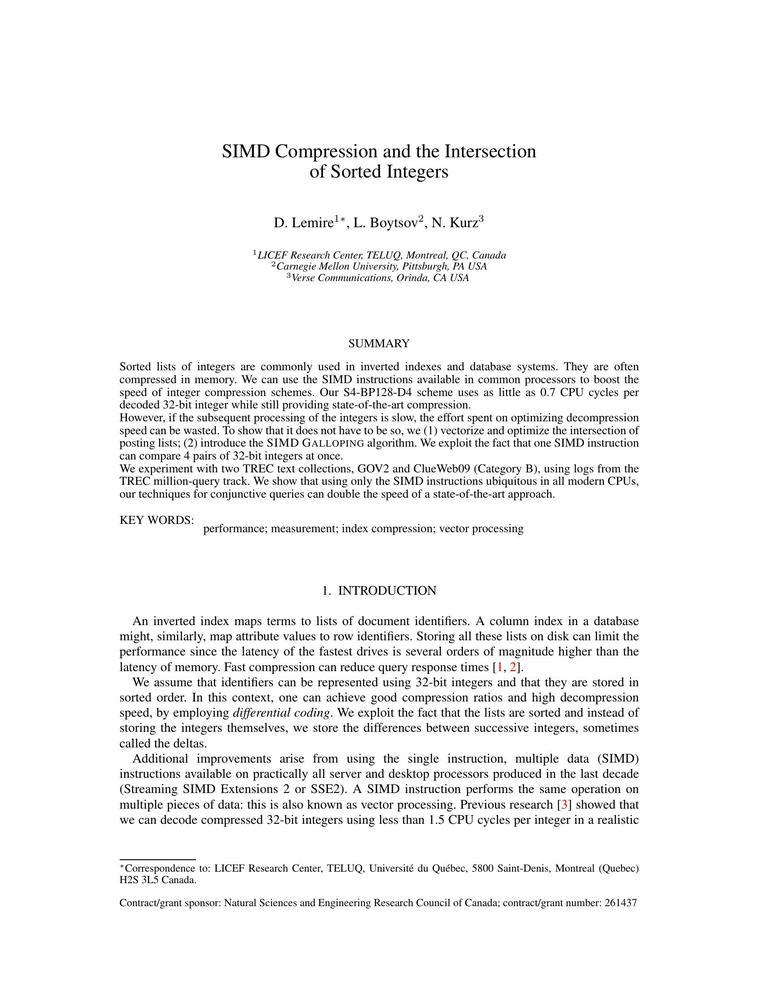 SIMD Compression and the Intersection
of Sorted Integers
D. Lemire1*, L. Boytsov2, N. Kurz3
1LICEF Research Center, TELUQ, Montreal, QC, Canada
2Carnegie Mellon University, Pittsburgh, PA USA
3Verse Communications, Orinda, CA USA
SUMMARY
Sorted lists of integers are commonly used in inverted indexes and database systems. They are often
compressed in memory. We can use the SIMD instructions available in common processors to boost the
speed of integer compression schemes. Our S4-BP128-D4 scheme uses as little as 0.7 CPU cycles per
decoded 32-bit integer while still providing state-of-the-art compression.
However, if the subsequent processing of the integers is slow, the effort spent on optimizing decompression
speed can be wasted. To show that it does not have to be so, we (1) vectorize and optimize the intersection of
posting lists; (2) introduce the SIMD GALLOPING algorithm. We exploit the fact that one SIMD instruction
can compare 4 pairs of 32-bit integers at once.
We experiment with two TREC text collections, GOV2 and ClueWeb09 (Category B), using logs from the
TREC million-query track. We show that using only the SIMD instructions ubiquitous in all modern CPUs,
our techniques for conjunctive queries can double the speed of a state-of-the-art approach.
KEY WORDS:
performance; measurement; index compression; vector processing
1. INTRODUCTION
An inverted index maps terms to lists of document identifiers. A column index in a database
might, similarly, map attribute values to row identifiers. Storing all these lists on disk can limit the
performance since the latency of the fastest drives is several orders of magnitude higher than the
latency of memory. Fast compression can reduce query response times [1, 2].
We assume that identifiers can be represented using 32-bit integers and that they are stored in
sorted order. In this context, one can achieve good compression ratios and high decompression
speed, by employing differential coding. We exploit the fact that the lists are sorted and instead of
storing the integers themselves, we store the differences between successive integers, sometimes
called the deltas.
Additional improvements arise from using the single instruction, multiple data (SIMD)
instructions available on practically all server and desktop processors produced in the last decade
(Streaming SIMD Extensions 2 or SSE2). A SIMD instruction performs the same operation on
multiple pieces of data: this is also known as vector processing. Previous research [3] showed that
we can decode compressed 32-bit integers using less than 1.5 CPU cycles per integer in a realistic
*Correspondence to: LICEF Research Center, TELUQ, Université du Québec, 5800 Saint-Denis, Montreal (Quebec)
H2S 3L5 Canada.
Contract/grant sponsor: Natural Sciences and Engineering Research Council of Canada; contract/grant number: 261437